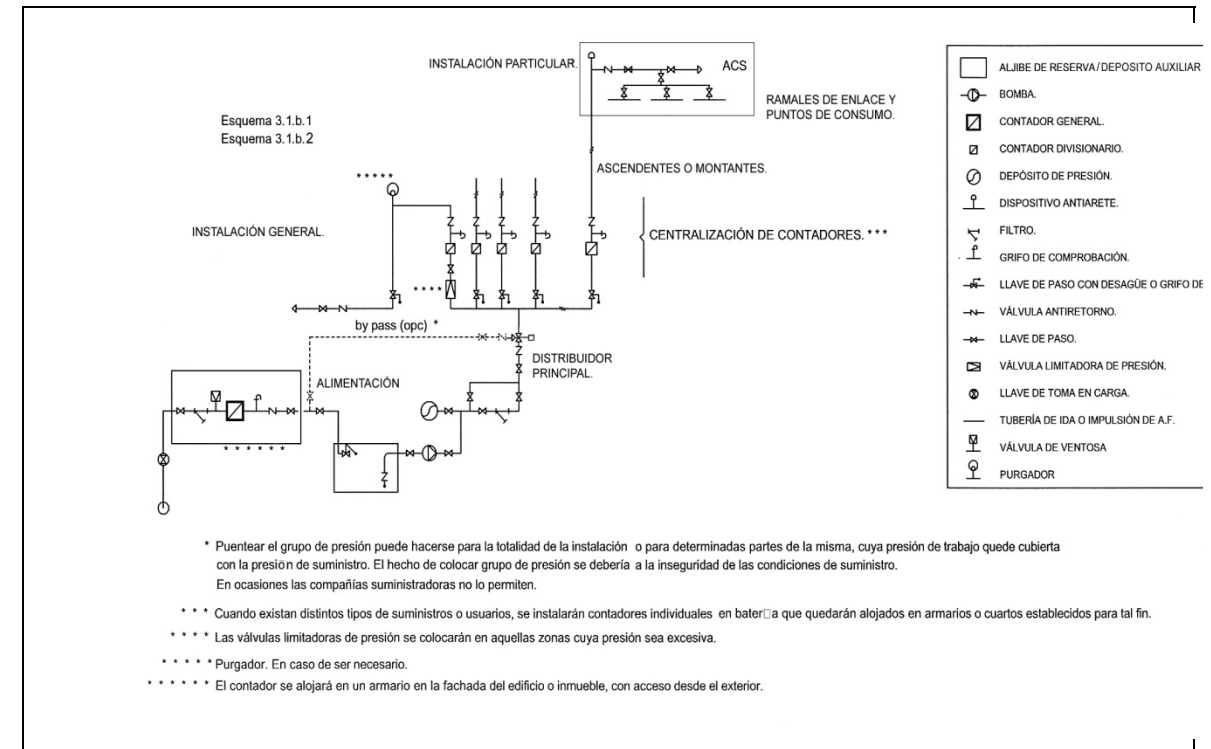 INSTALACIÓN PARTICULAR.
ACS
RAMALES DE ENLACE Y
PUNTOS DE CONSUMO.
Esquema 3.1.b.1
Esquema 3.1.b.2
ASCENDENTES O MONTANTES.
* * * * *
INSTALACIÓN GENERAL.
CENTRALIZACIÓN DE CONTADORES. * * *
* * * *
by pass (opc) *
DISTRIBUIDOR
PRINCIPAL.
ALIMENTACIÓN
* * * * * *
ALJIBE DE RESERVA/DEPOSITO AUXILIAR
BOMBA.
CONTADOR GENERAL.
CONTADOR DIVISIONARIO.
DEPÓSITO DE PRESIÓN.
DISPOSITIVO ANTIARETE.
FILTRO.
GRIFO DE COMPROBACIÓN.
LLAVE DE PASO CON DESAGÜE O GRIFO DE
VÁLVULA ANTIRETORNO.
LLAVE DE PASO.
VÁLVULA LIMITADORA DE PRESIÓN.
LLAVE DE TOMA EN CARGA.
TUBERÍA DE IDA O IMPULSIÓN DE A.F.
VÁLVULA DE VENTOSA
PURGADOR
* Puentear el grupo de presión puede hacerse para la totalidad de la instalación o para determinadas partes de la misma, cuya presión de trabajo quede cubierta
con la presión de suministro. El hecho de colocar grupo de presión se debería a la inseguridad de las condiciones de suministro.
En ocasiones las compañías suministradoras no lo permiten.
* * * Cuando existan distintos tipos de suministros o usuarios, se instalarán contadores individuales en bater□a que quedarán alojados en armarios o cuartos establecidos para tal fin.
* * * * Las válvulas limitadoras de presión se colocarán en aquellas zonas cuya presión sea excesiva.
* * * * * Purgador. En caso de ser necesario.
* * * * * * El contador se alojará en un armario en la fachada del edificio o inmueble, con acceso desde el exterior.